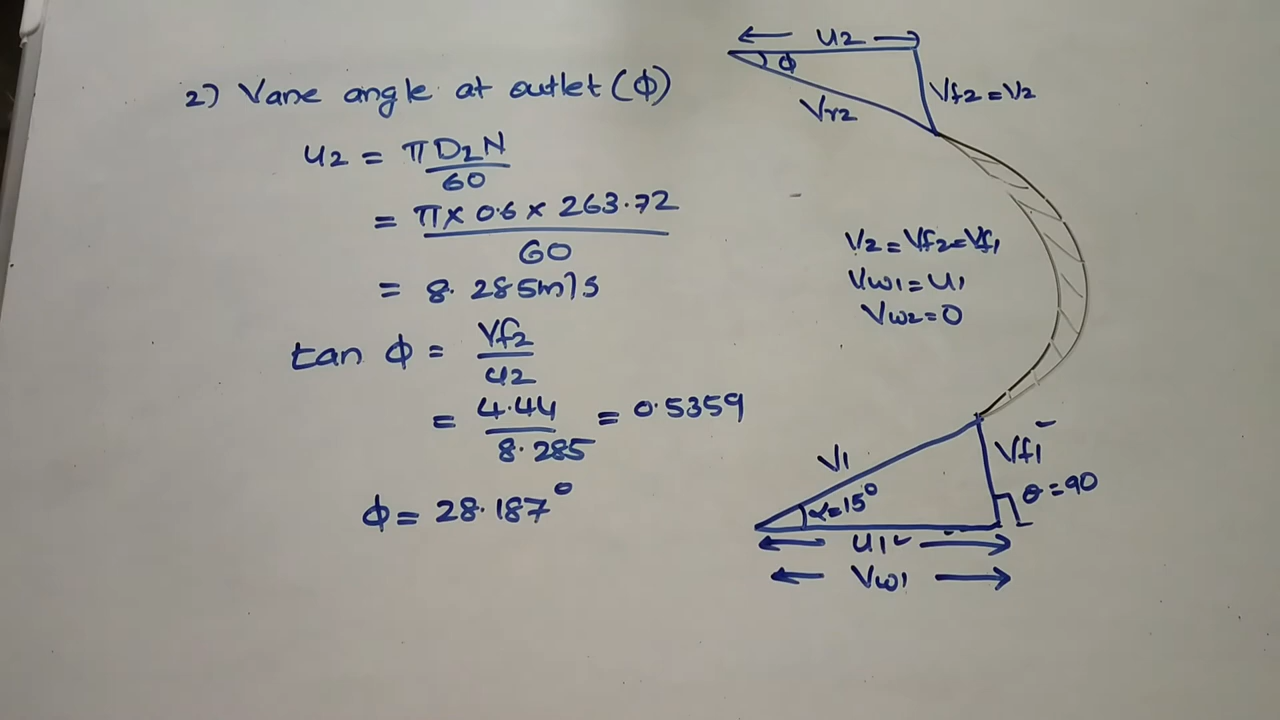 2) Vane angle at outlet (ϕ)
u2 = πD2N
60
= π× 0.6 × 263.72
60
= 8.285m/s
tan ϕ = Vf2
u2
= 4.44 = 0.5359
8.285
ϕ = 28.187°
u2
ϕ
Vf2 = V2
Vr2
V2 = Vf2 = Vf1
Vw1 = u1
Vw2 = 0
V1
Vf1
α=15°
θ = 90
u1
Vw1